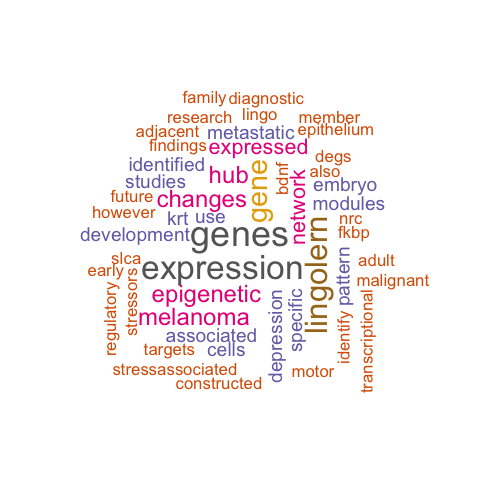 family diagnostic
research lingo member
adjacent metastatic epithelium
findings expressed
identified hub gene bdnf degs
also
studies embryo
future changes network modules
however krt use nrc
development genes lingolern fkbp
slca expression pattern adult
early malignant
regulatory stressors epigenetic specific
melanoma transcriptional
associated depression identify
targets cells
stressassociated motor
constructed